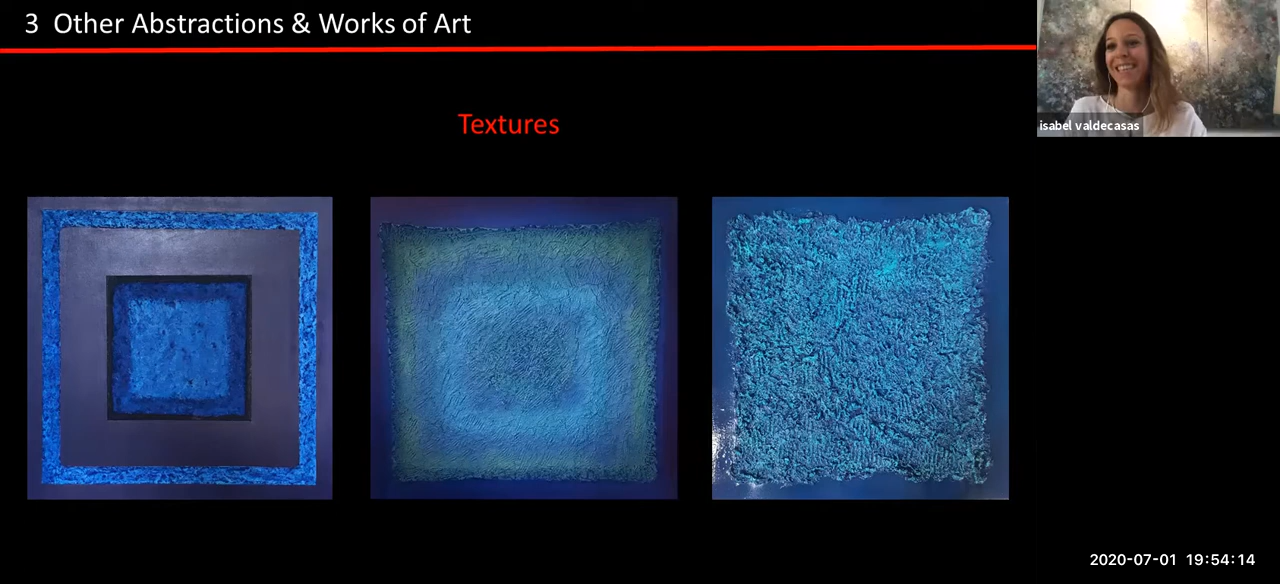 3 Other Abstractions & Works of Art
isabel valdecasas
Textures
2020-07-01 19:54:14